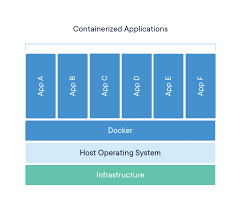 Containerized Applications
App A
App B
App C
App D
App E
App F
Docker
Host Operating System
Infrastructure